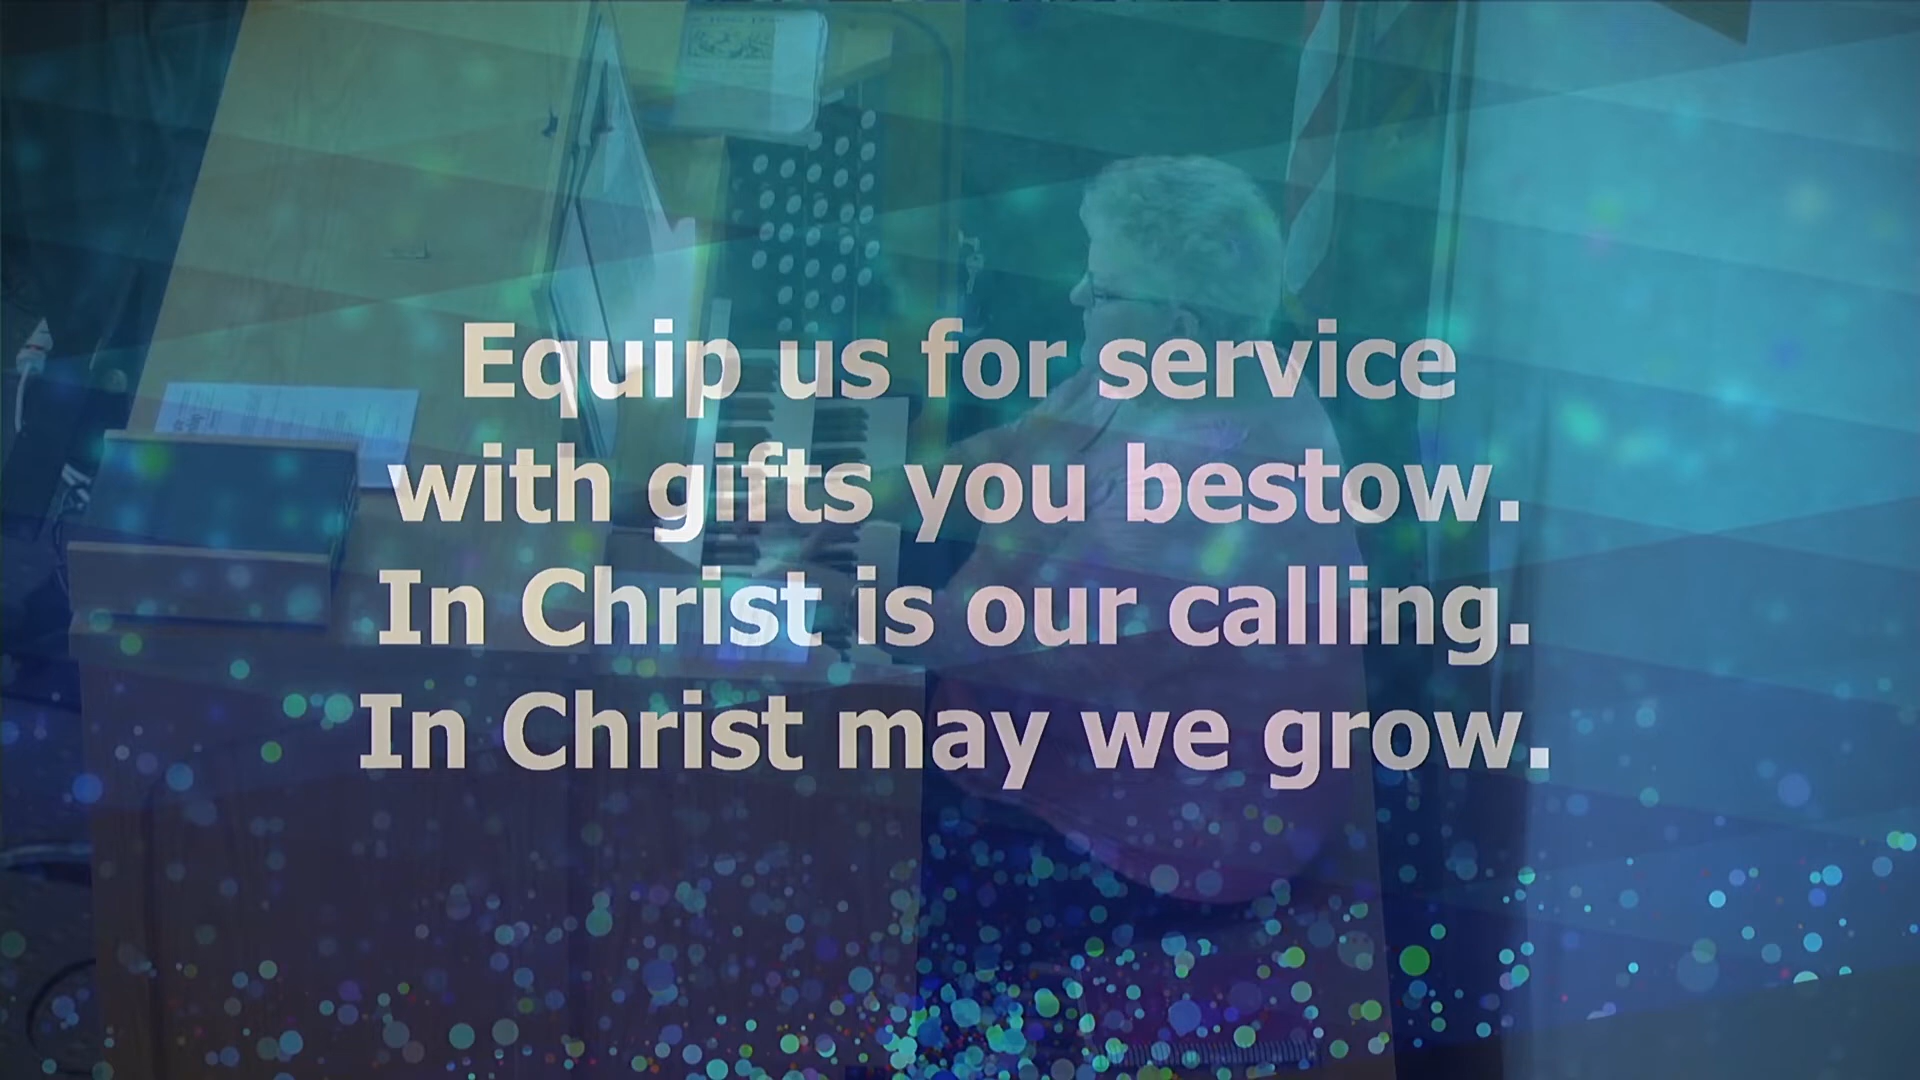 Equip us for service
with gifts you bestow.
In Christ is our calling.
In Christ may we grow.